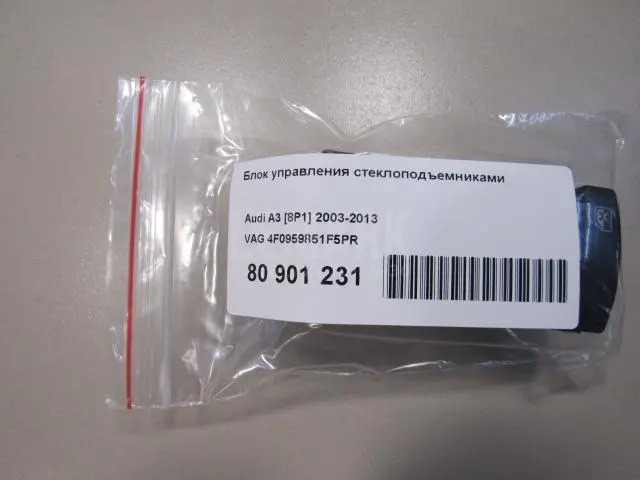 Блок управления стеклоподъемниками
Audi A3 [8P1] 2003-2013
VAG 4F0959851F5PR
80 901 231